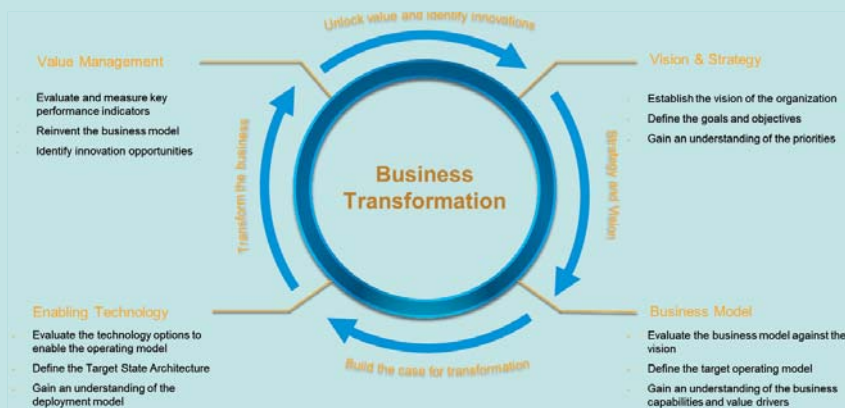 Unlock value and identify innovations
Value Management
Evaluate and measure key
performance indicators
Reinvent the business model
Identify innovation opportunities
Vision & Strategy
Establish the vision of the organization
Define the goals and objectives
Gain an understanding of the priorities
Transform the business
Business
Transformation
Strategy and Vision
Enabling Technology
Evaluate the technology options to
enable the operating model
Define the Target State Architecture
Gain an understanding of the
deployment model
Build the case for transformation
Business Model
Evaluate the business model against the
vision
Define the target operating model
Gain an understanding of the business
capabilities and value drivers